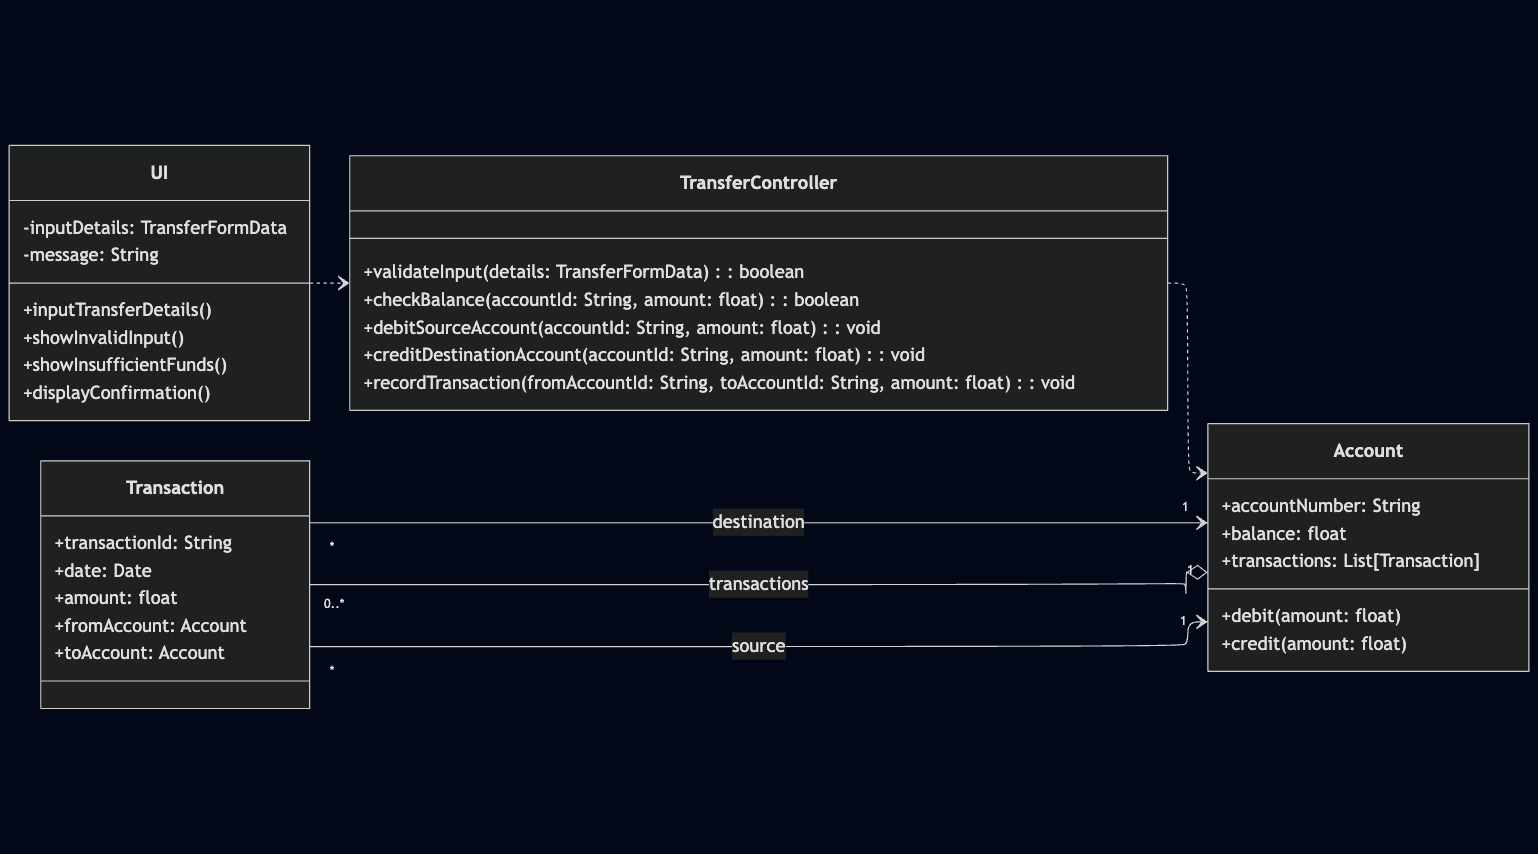 UI
-inputDetails: TransferFormData
-message: String
+inputTransferDetails()
+showInvalidInput()
+showInsufficientFunds()
+displayConfirmation()
TransferController
+validateInput(details: TransferFormData) : : boolean
+checkBalance(accountId: String, amount: float) : : boolean
+debitSourceAccount(accountId: String, amount: float) : : void
+creditDestinationAccount(accountId: String, amount: float) : : void
+recordTransaction(fromAccountId: String, toAccountId: String, amount: float) : : void
Transaction
+transactionId: String
+date: Date
+amount: float
+fromAccount: Account
+toAccount: Account
*
destination
1
0..*
transactions
1
*
source
1
Account
+accountNumber: String
+balance: float
+transactions: List[Transaction]
+debit(amount: float)
+credit(amount: float)